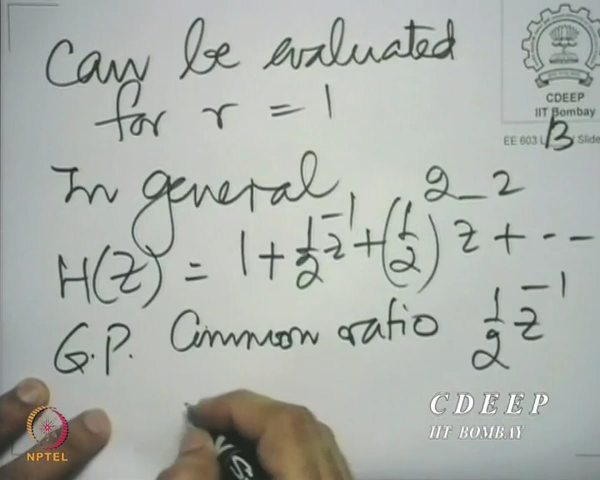 Can be evaluated
for r = 1
In general,
H(Z) = 1 + 1/2 z^-1 + (1/2)^2 z^-2 + ...
G.P. Common ratio 1/2 z^-1
CDEEP
IIT Bombay
EE 603 L 13 / Slide
CDEEP
IIT BOMBAY
NPTEL